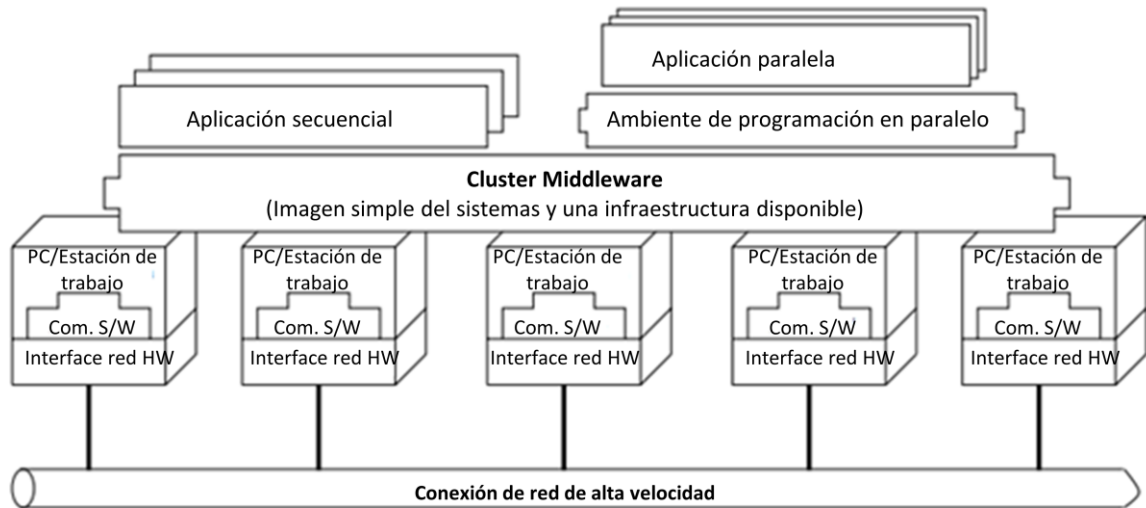 Aplicación paralela
Aplicación secuencial
Ambiente de programación en paralelo
Cluster Middleware
(Imagen simple del sistemas y una infraestructura disponible)
PC/Estación de
trabajo
Com. S/W
Interface red HW
PC/Estación de
trabajo
Com. S/W
Interface red HW
PC/Estación de
trabajo
Com. S/W
Interface red HW
PC/Estación de
trabajo
Com. S/W
Interface red HW
PC/Estación de
trabajo
Com. S/W
Interface red HW
Conexión de red de alta velocidad